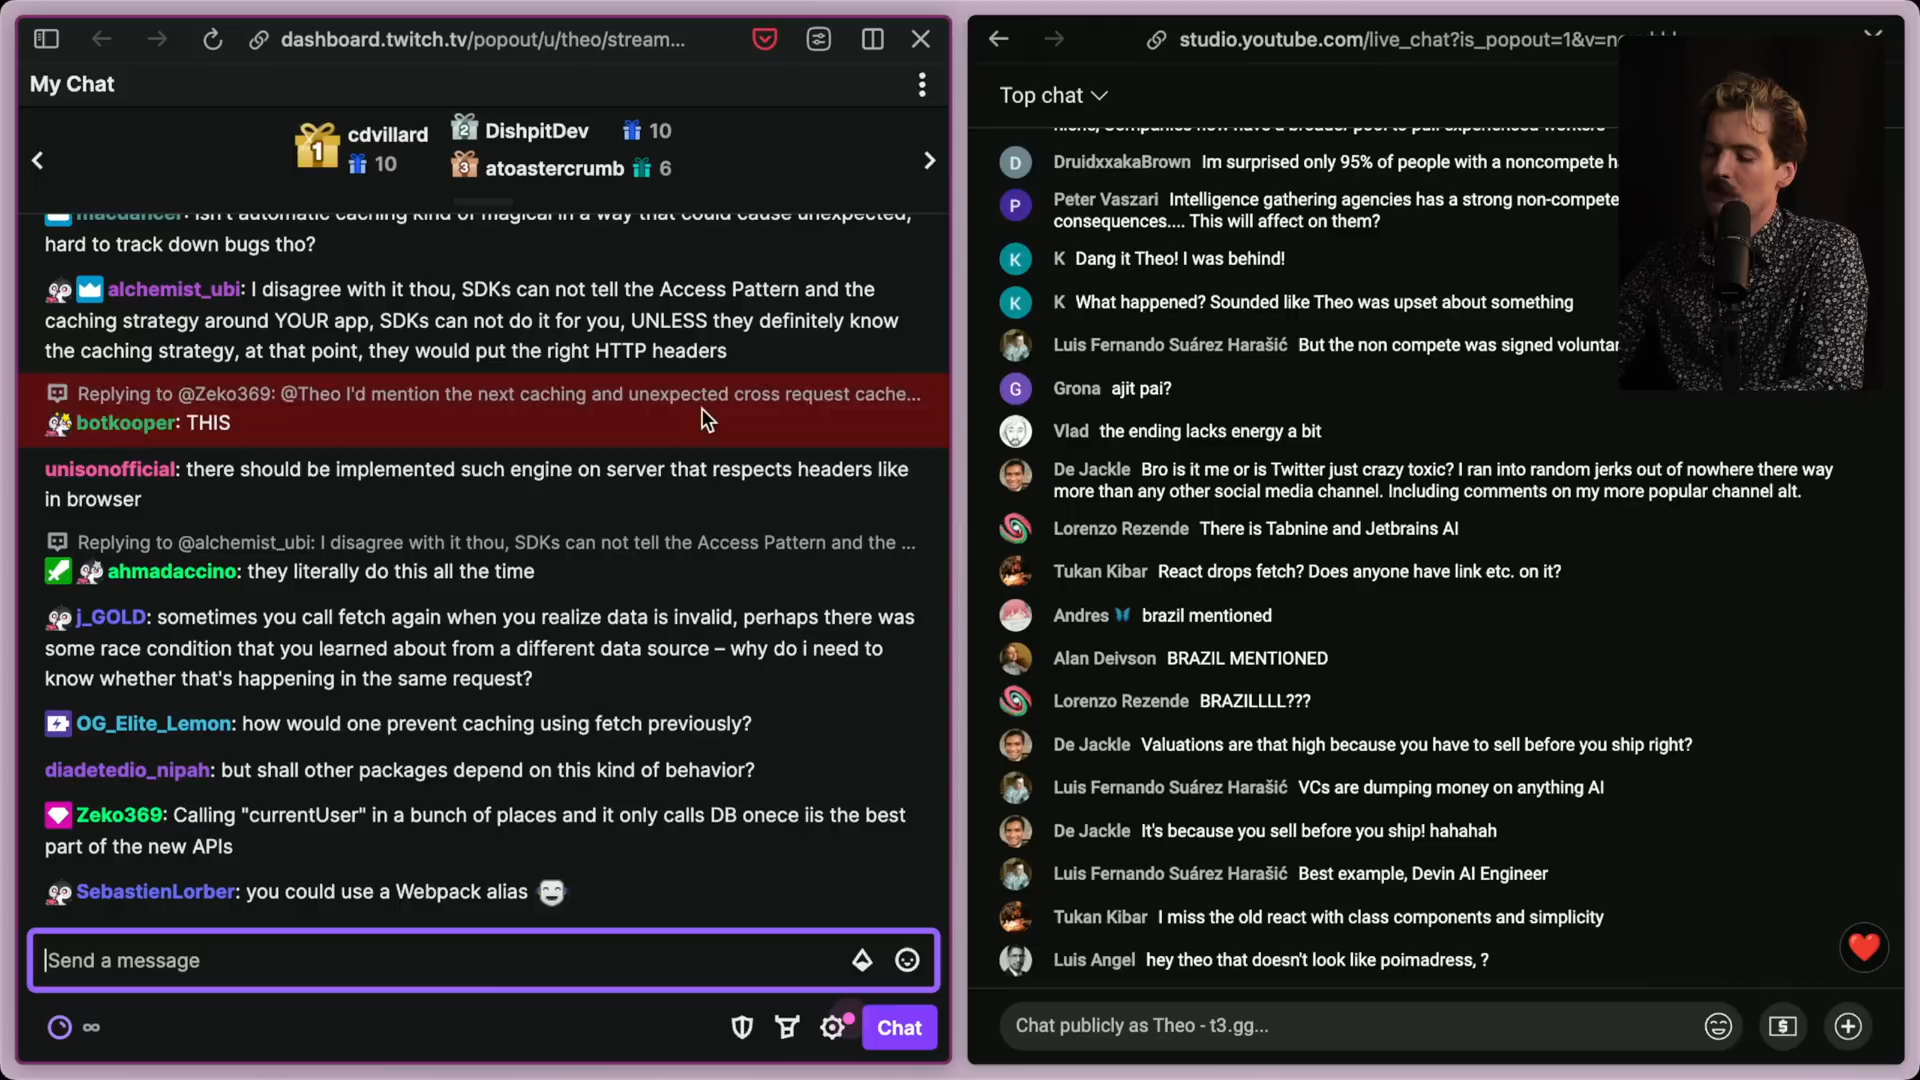 dashboard.twitch.tv/popout/u/theo/stream...
My Chat
1 cdvillard
10
2 DishpitDev 10
3 atoastercrumb 6
macdancer: isn't automatic caching kind of magical in a way that could cause unexpected,
hard to track down bugs tho?
alchemist_ubi: I disagree with it thou, SDKs can not tell the Access Pattern and the
caching strategy around YOUR app, SDKs can not do it for you, UNLESS they definitely know
the caching strategy, at that point, they would put the right HTTP headers
Replying to @Zeko369: @Theo I'd mention the next caching and unexpected cross request cache...
botkooper: THIS
unisonofficial: there should be implemented such engine on server that respects headers like
in browser
Replying to @alchemist_ubi: I disagree with it thou, SDKs can not tell the Access Pattern and the ...
ahmadaccino: they literally do this all the time
j_GOLD: sometimes you call fetch again when you realize data is invalid, perhaps there was
some race condition that you learned about from a different data source – why do i need to
know whether that's happening in the same request?
OG_Elite_Lemon: how would one prevent caching using fetch previously?
diadetedio_nipah: but shall other packages depend on this kind of behavior?
Zeko369: Calling "currentUser" in a bunch of places and it only calls DB onece iis the best
part of the new APIs
SebastienLorber: you could use a Webpack alias
Send a message
∞
Chat
studio.youtube.com/live_chat?is_popout=1&v=n
Top chat
niche, Companies now have a broader pool to pull experienced workers
D DruidxxakaBrown Im surprised only 95% of people with a noncompete h
P Peter Vaszari Intelligence gathering agencies has a strong non-compete
consequences.... This will affect on them?
K K Dang it Theo! I was behind!
K K What happened? Sounded like Theo was upset about something
Luis Fernando Suárez Harašić But the non compete was signed voluntar
G Grona ajit pai?
Vlad the ending lacks energy a bit
De Jackle Bro is it me or is Twitter just crazy toxic? I ran into random jerks out of nowhere there way
more than any other social media channel. Including comments on my more popular channel alt.
Lorenzo Rezende There is Tabnine and Jetbrains AI
Tukan Kibar React drops fetch? Does anyone have link etc. on it?
Andres brazil mentioned
Alan Deivson BRAZIL MENTIONED
Lorenzo Rezende BRAZILLLL???
De Jackle Valuations are that high because you have to sell before you ship right?
Luis Fernando Suárez Harašić VCs are dumping money on anything AI
De Jackle It's because you sell before you ship! hahahah
Luis Fernando Suárez Harašić Best example, Devin AI Engineer
Tukan Kibar I miss the old react with class components and simplicity
Luis Angel hey theo that doesn't look like poimadress, ?
Chat publicly as Theo - t3.gg...